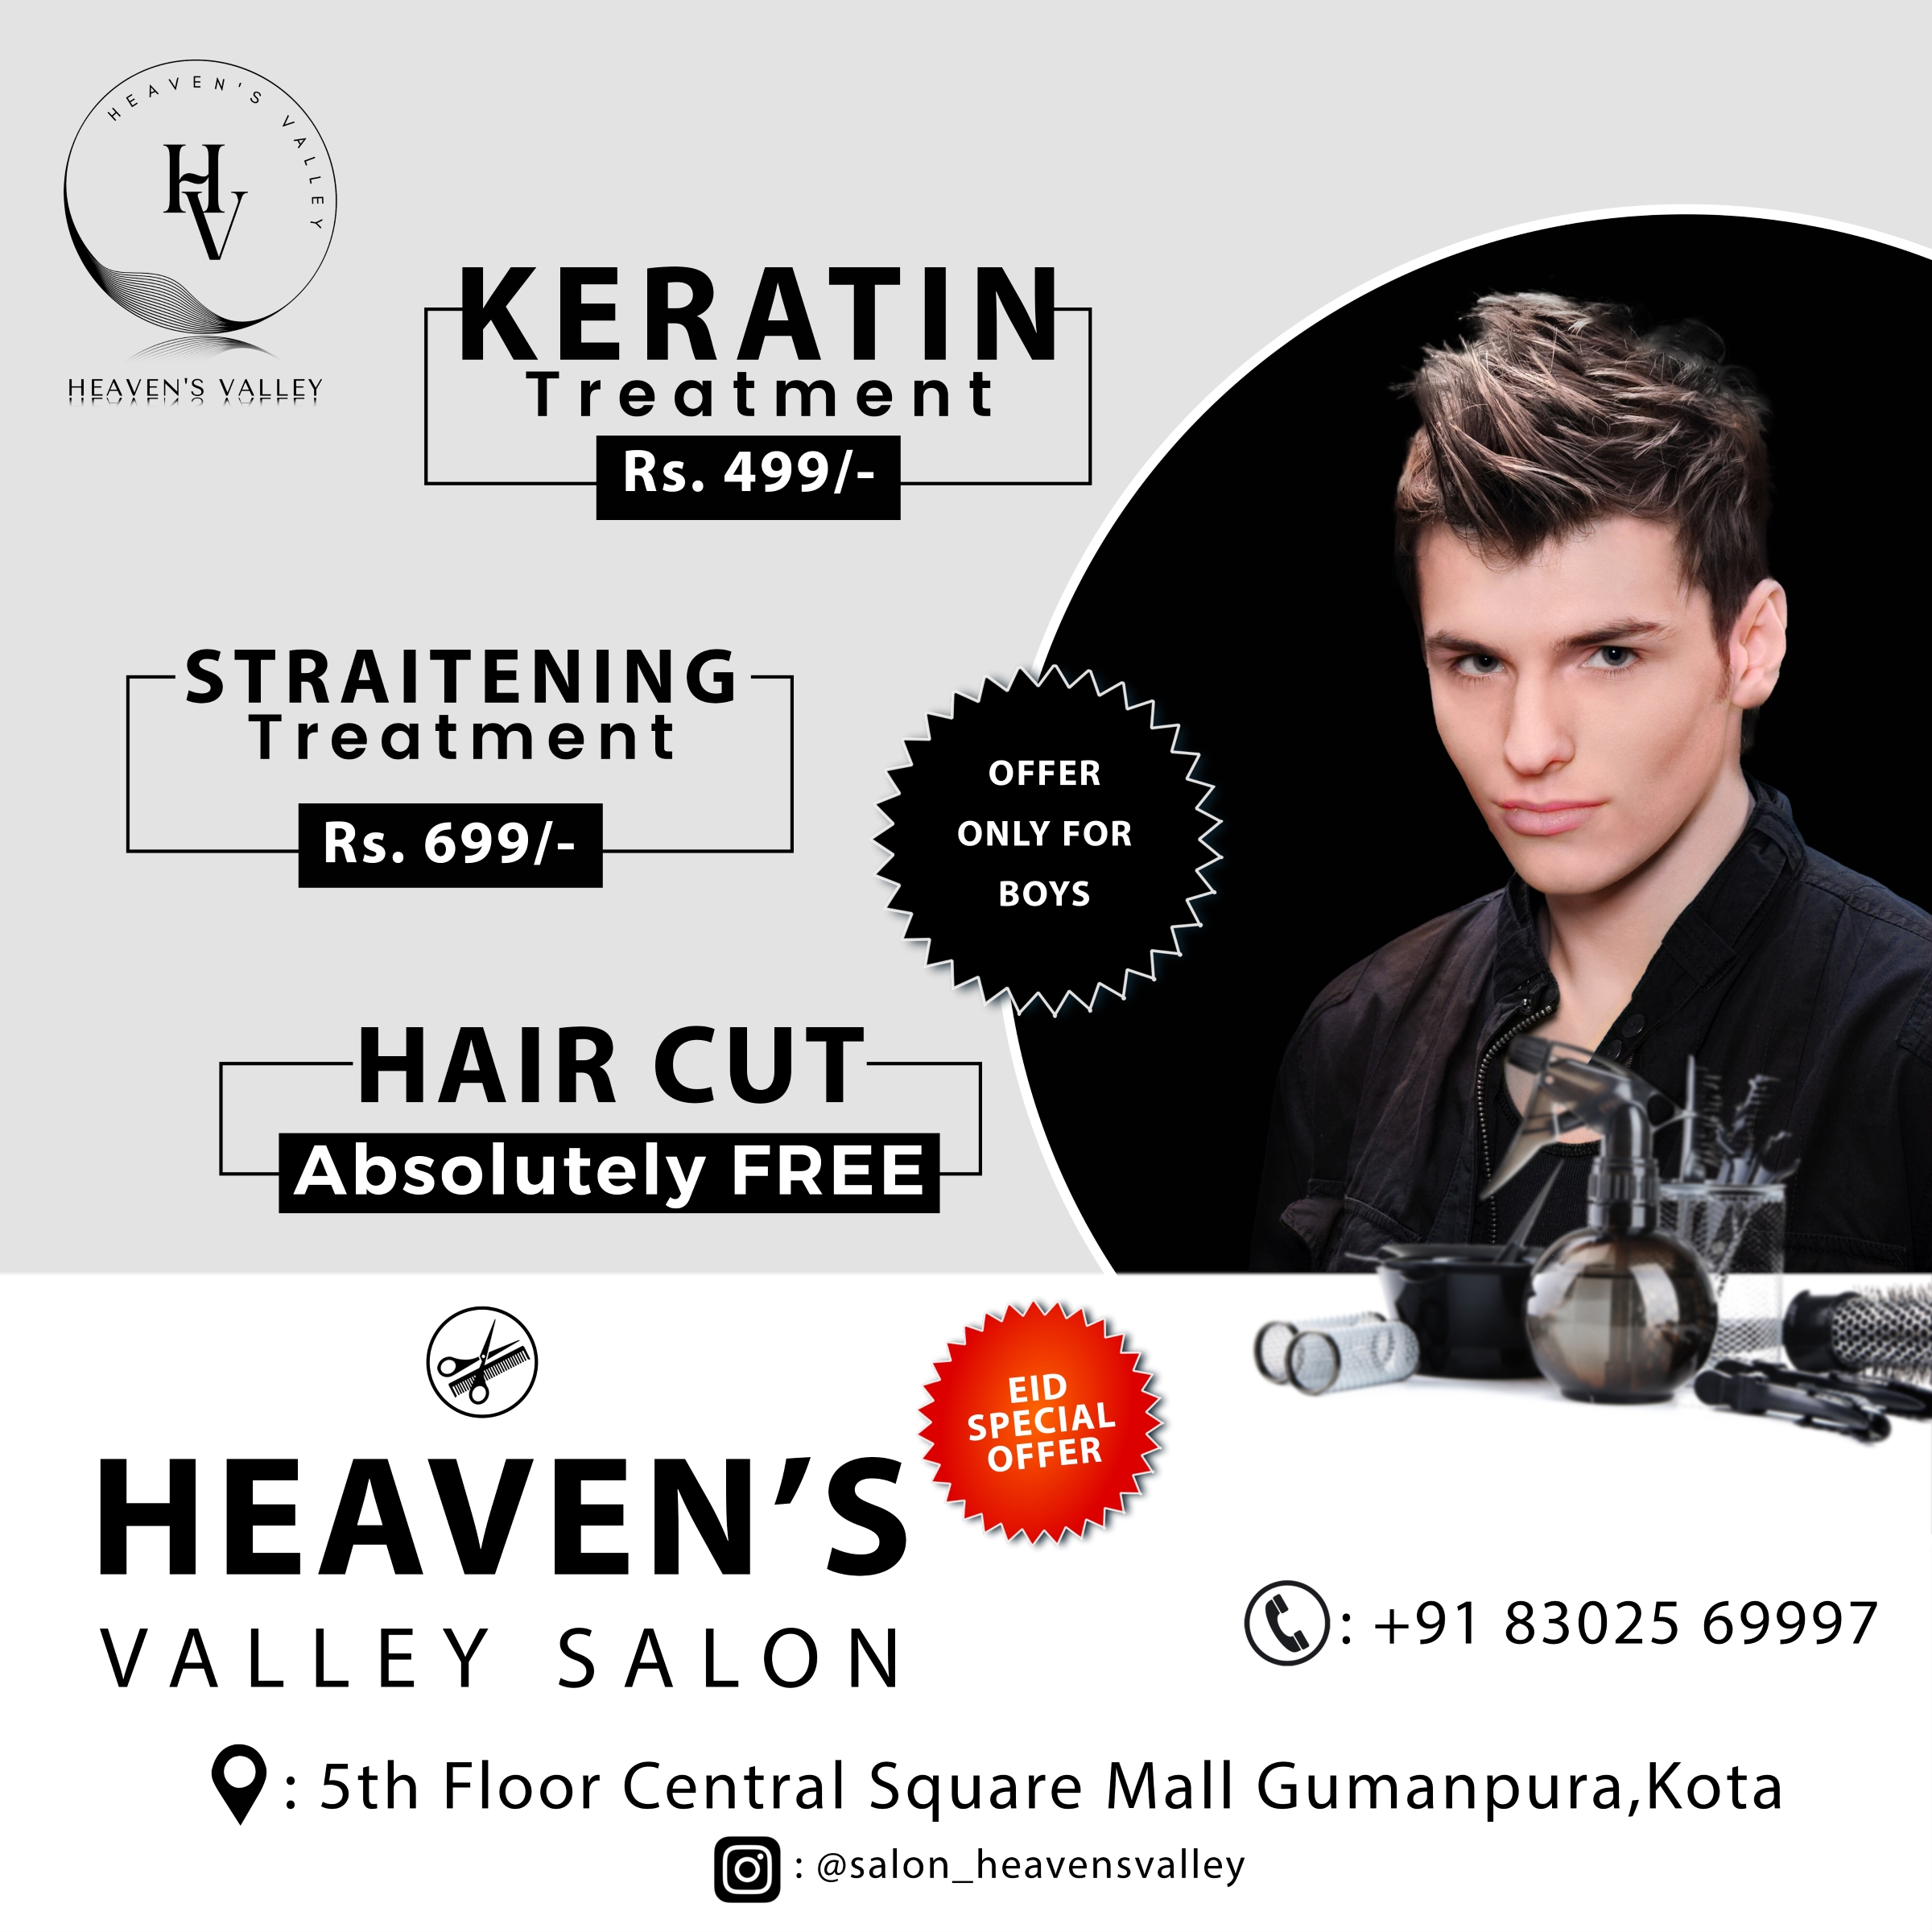 HEAVEN'S VALLEY
HV
HEAVEN'S VALLEY
KERATIN
Treatment
Rs. 499/-
STRAITENING
Treatment
Rs. 699/-
OFFER
ONLY FOR
BOYS
HAIR CUT
Absolutely FREE
EID
SPECIAL
OFFER
HEAVEN’S
VALLEY SALON
: +91 83025 69997
: 5th Floor Central Square Mall Gumanpura,Kota
: @salon_heavensvalley